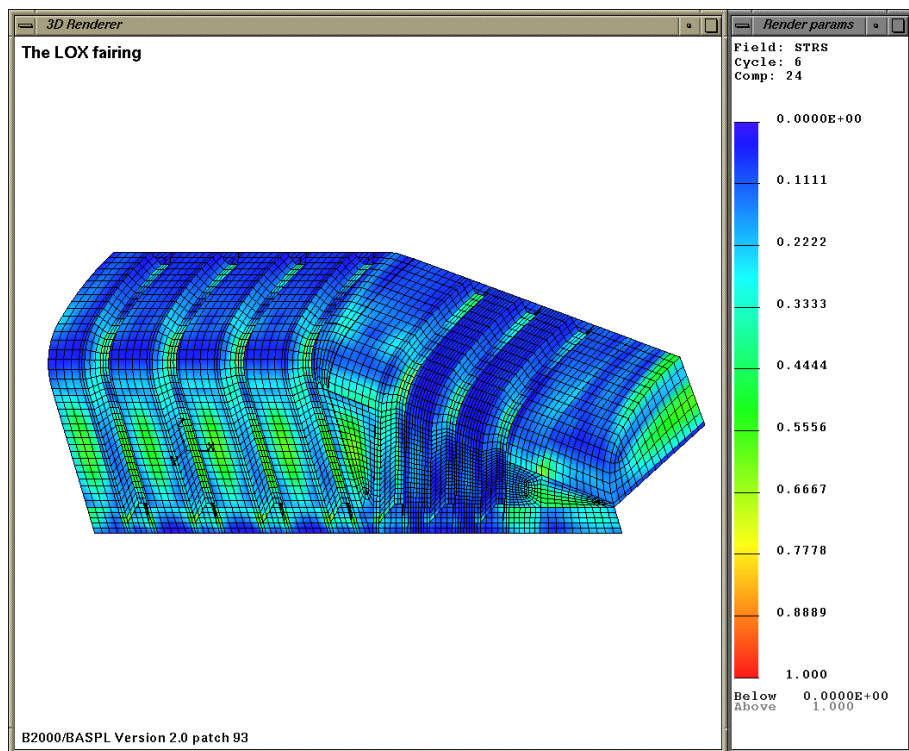 3D Renderer
The LOX fairing
B2000/BASPL Version 2.0 patch 93
Render params
Field: STRS
Cycle: 6
Comp: 24
0.0000E+00
0.1111
0.2222
0.3333
0.4444
0.5556
0.6667
0.7778
0.8889
1.000
Below 0.0000E+00
Above 1.000